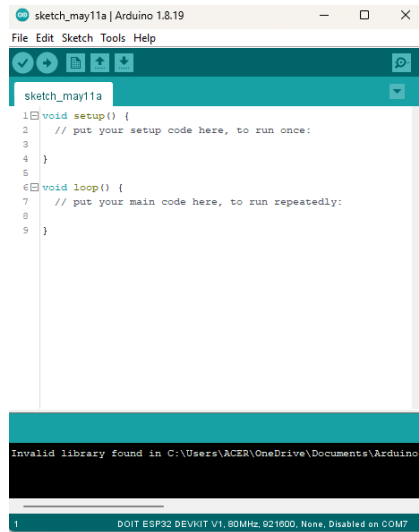 sketch_may11a | Arduino 1.8.19
File Edit Sketch Tools Help
sketch_may11a
1 void setup() {
2 // put your setup code here, to run once:
3
4 }
5
6 void loop() {
7 // put your main code here, to run repeatedly:
8
9 }
Invalid library found in C:\Users\ACER\OneDrive\Documents\Arduino
1 DOIT ESP32 DEVKIT V1, 80MHz, 921600, None, Disabled on COM7